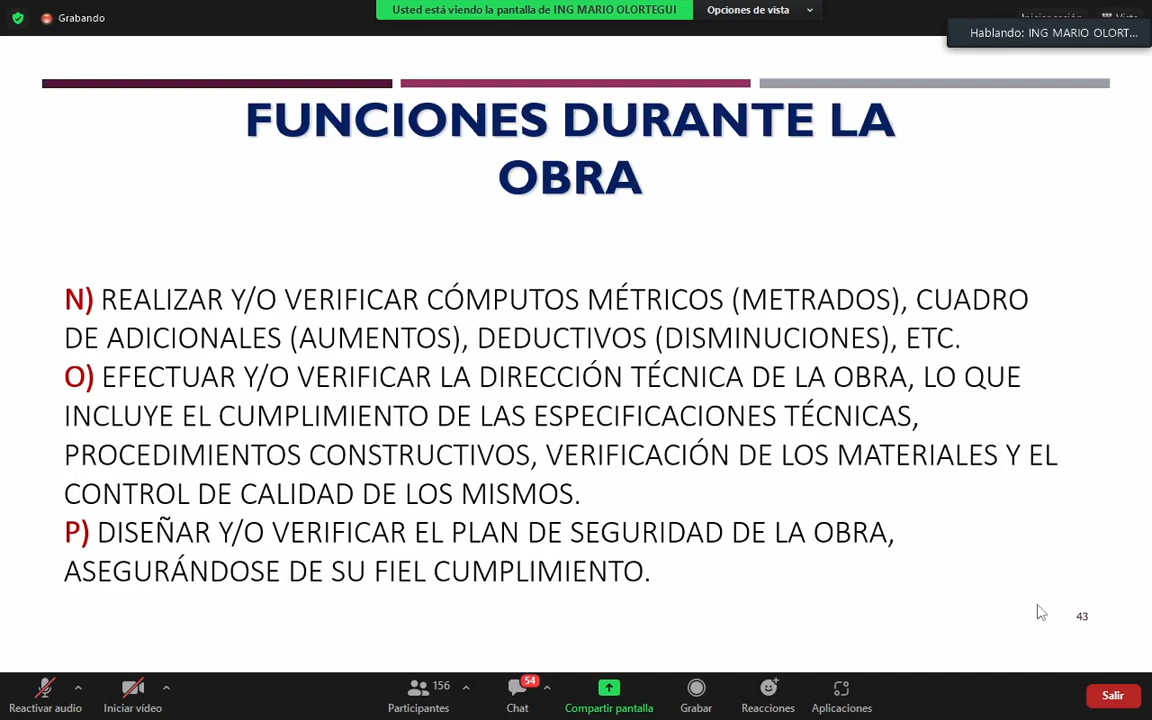 Grabando
Usted está viendo la pantalla de ING MARIO OLORTEGUI
Opciones de vista
Hablando: ING MARIO OLORT...
FUNCIONES DURANTE LA
OBRA
N) REALIZAR Y/O VERIFICAR CÓMPUTOS MÉTRICOS (METRADOS), CUADRO
DE ADICIONALES (AUMENTOS), DEDUCTIVOS (DISMINUCIONES), ETC.
O) EFECTUAR Y/O VERIFICAR LA DIRECCIÓN TÉCNICA DE LA OBRA, LO QUE
INCLUYE EL CUMPLIMIENTO DE LAS ESPECIFICACIONES TÉCNICAS,
PROCEDIMIENTOS CONSTRUCTIVOS, VERIFICACIÓN DE LOS MATERIALES Y EL
CONTROL DE CALIDAD DE LOS MISMOS.
P) DISEÑAR Y/O VERIFICAR EL PLAN DE SEGURIDAD DE LA OBRA,
ASEGURÁNDOSE DE SU FIEL CUMPLIMIENTO.
43
156
54
Reactivar audio
Iniciar vídeo
Participantes
Chat
Compartir pantalla
Grabar
Reacciones
Aplicaciones
Salir